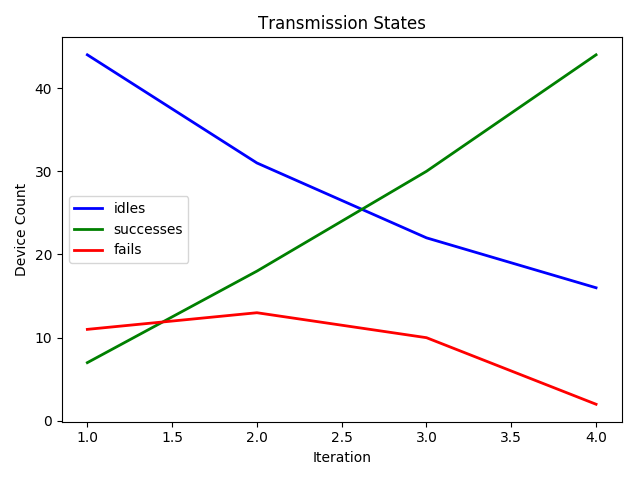 Transmission States
Device Count
40
30
20
10
0
idles
successes
fails
1.0 1.5 2.0 2.5 3.0 3.5 4.0
Iteration